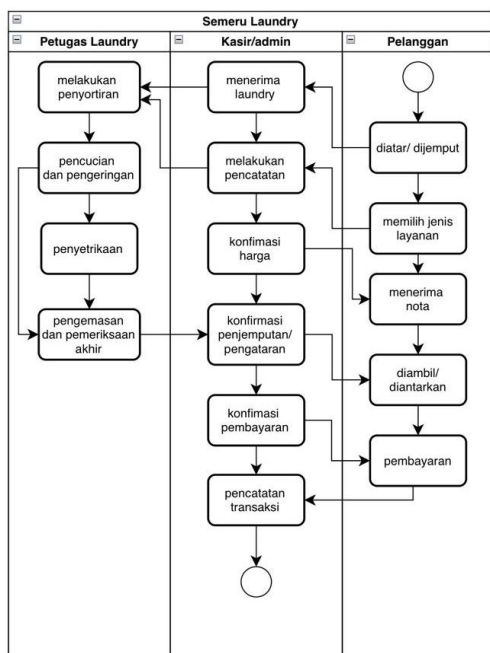 Semeru Laundry
Petugas Laundry
Kasir/admin
Pelanggan
melakukan
penyortiran
menerima
laundry
diatar/ dijemput
pencucian
dan pengeringan
melakukan
pencatatan
memilih jenis
layanan
penyetrikaan
konfimasi
harga
menerima
nota
pengemasan
dan pemeriksaan
akhir
konfirmasi
penjemputan/
pengataran
diambil/
diantarkan
konfimasi
pembayaran
pembayaran
pencatatan
transaksi